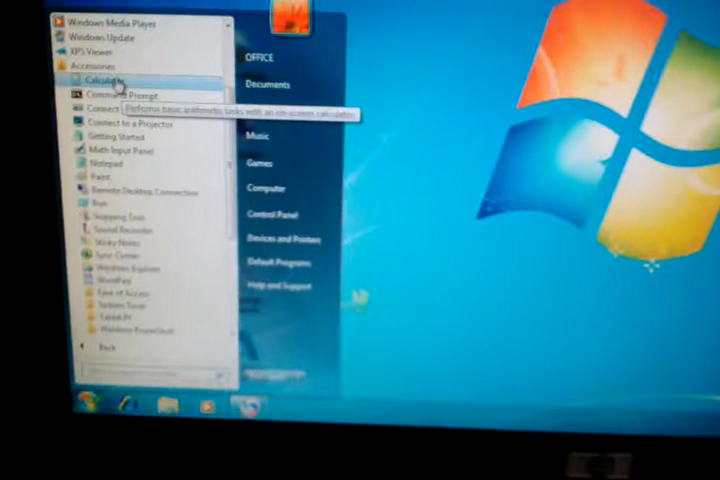 Windows Media Player
Windows Update
XPS Viewer
Accessories
Calculator
Command Prompt
Performs basic arithmetic tasks with an on-screen calculator.
Connect
Connect to a Projector
Getting Started
Math Input Panel
Notepad
Paint
Remote Desktop Connection
Run
Snipping Tool
Sound Recorder
Sticky Notes
Sync Center
Windows Explorer
WordPad
Ease of Access
System Tools
Tablet PC
Windows PowerShell
Back
OFFICE
Documents
Music
Games
Computer
Control Panel
Devices and Printers
Default Programs
Help and Support